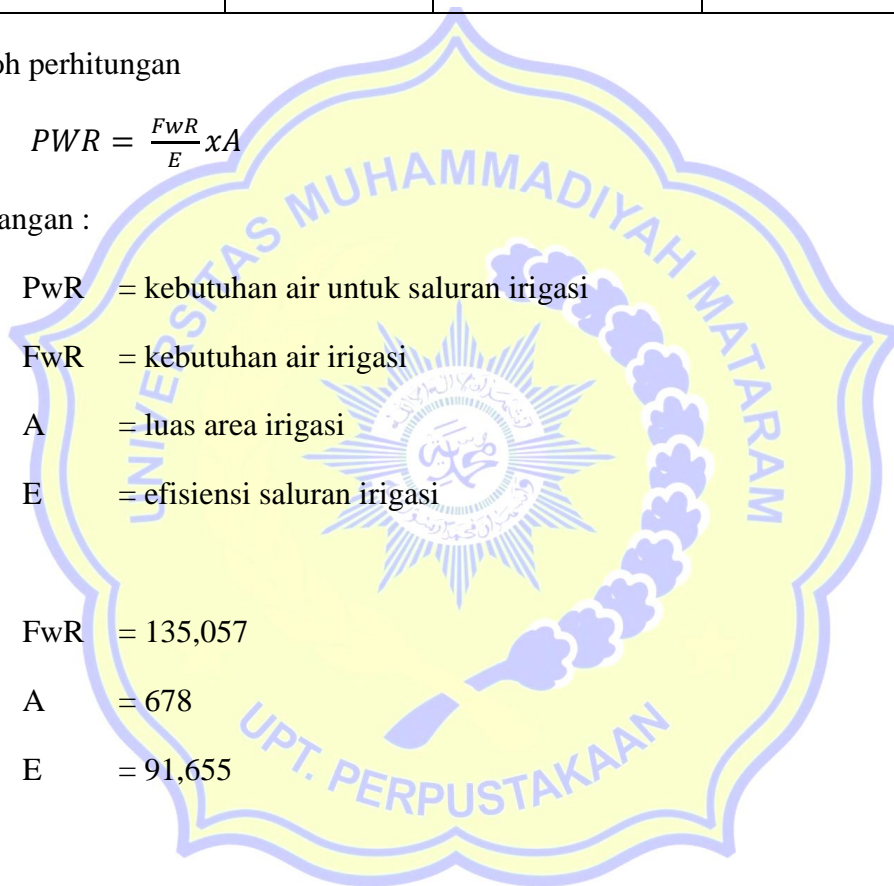 oh perhitungan
PWR = FwR/E xA
angan :
PwR = kebutuhan air untuk saluran irigasi
FwR = kebutuhan air irigasi
A = luas area irigasi
E = efisiensi saluran irigasi
FwR = 135,057
A = 678
E = 91,655
UNIVERSITAS MUHAMMADIYAH MATARAM
UPT. PERPUSTAKAAN